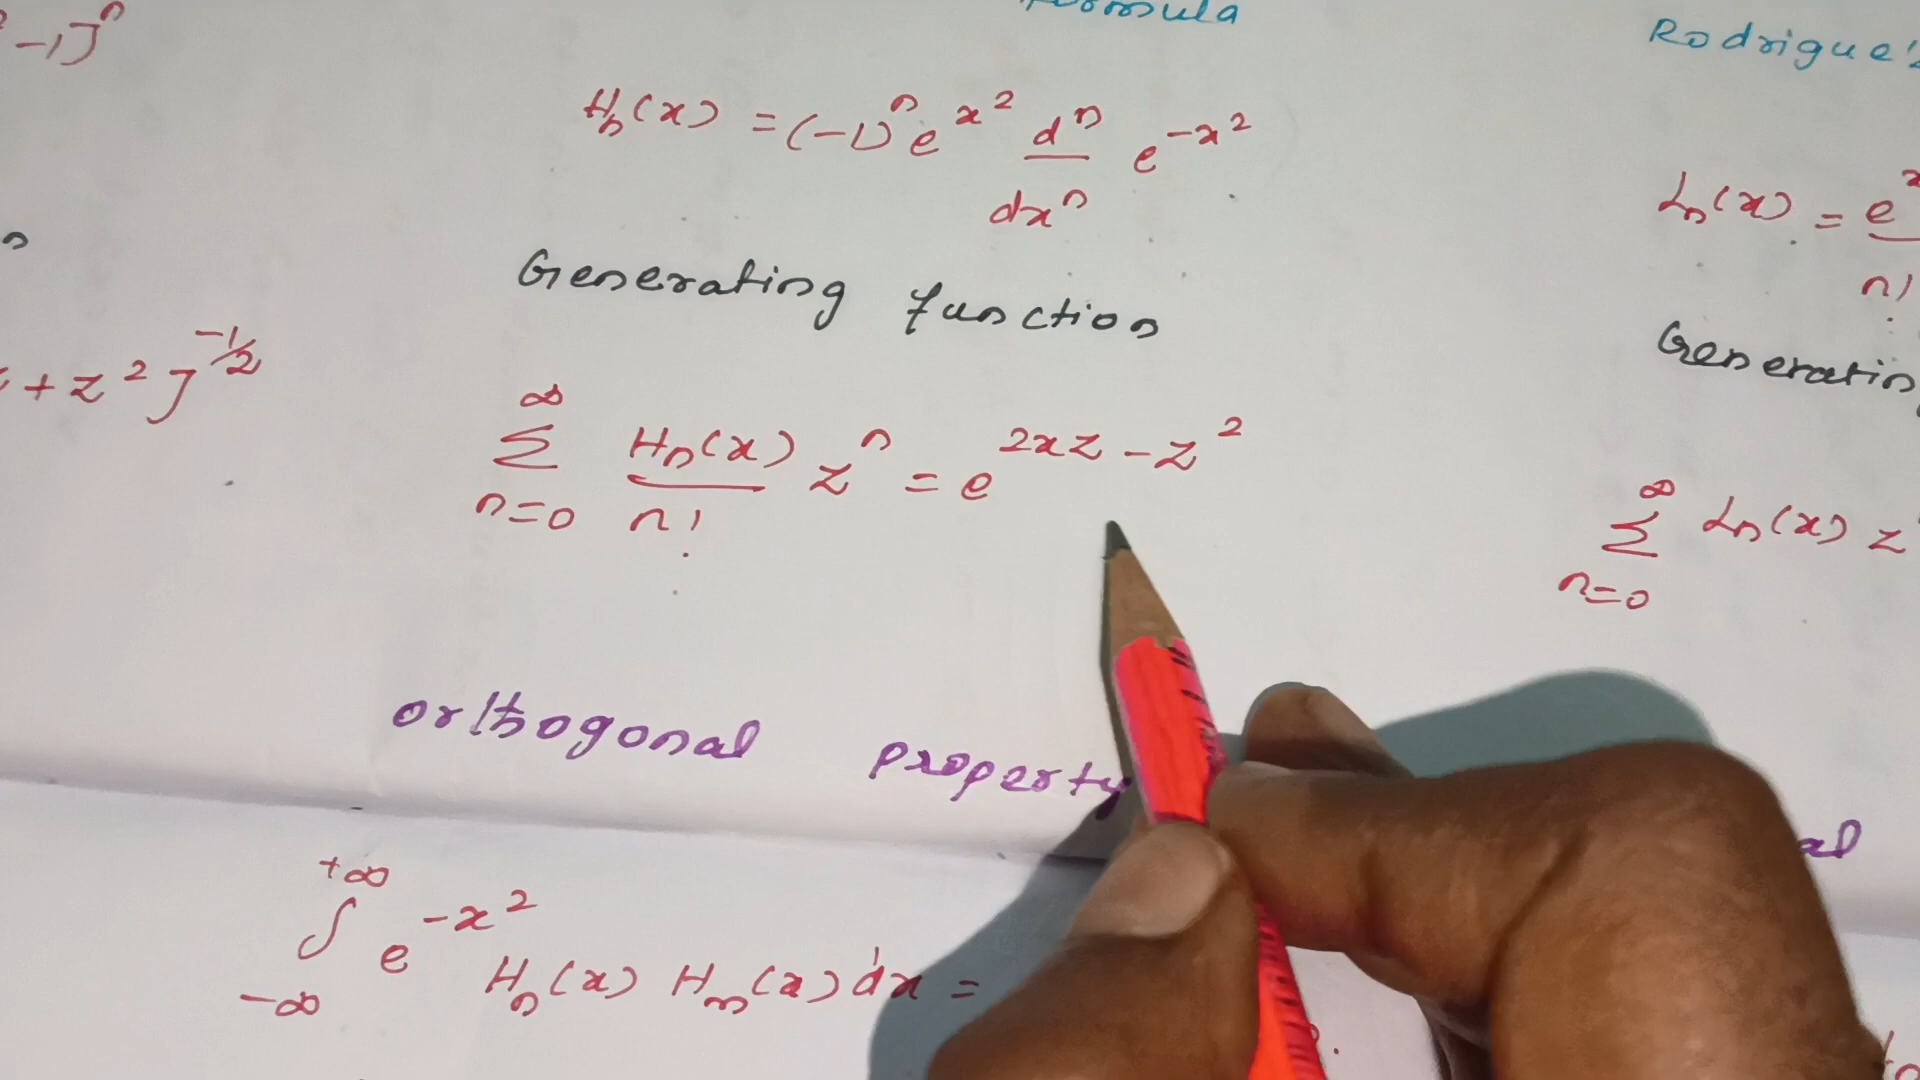 -1]ⁿ
Formula
Rodrigue's
Hₙ(x) = (-1)ⁿ e^x² dⁿ/dxⁿ e^-x²
Lₙ(x) = e^x / n!
Generating function
Generatin
+ z²]^-1/2
∞ Σ n=0 Hₙ(x)/n! zⁿ = e^2xz - z²
∞ Σ n=0 Lₙ(x) z
orthogonal property
al
+∞ ∫ -∞ e^-x² Hₙ(x) Hₘ(x) dx =